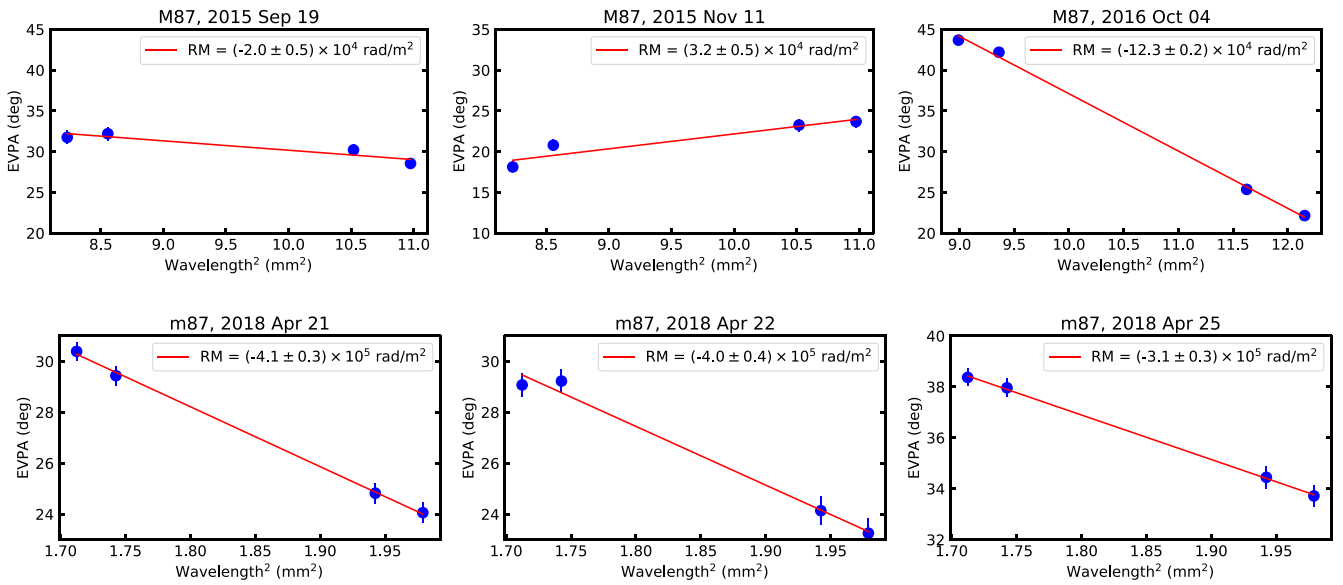 M87, 2015 Sep 19
RM = (-2.0 ± 0.5) × 10⁴ rad/m²
45
40
35
30
25
20
EVPA (deg)
8.5 9.0 9.5 10.0 10.5 11.0
Wavelength² (mm²)
M87, 2015 Nov 11
RM = (3.2 ± 0.5) × 10⁴ rad/m²
35
30
25
20
15
10
EVPA (deg)
8.5 9.0 9.5 10.0 10.5 11.0
Wavelength² (mm²)
M87, 2016 Oct 04
RM = (-12.3 ± 0.2) × 10⁴ rad/m²
45
40
35
30
25
20
EVPA (deg)
9.0 9.5 10.0 10.5 11.0 11.5 12.0
Wavelength² (mm²)
m87, 2018 Apr 21
RM = (-4.1 ± 0.3) × 10⁵ rad/m²
30
28
26
24
EVPA (deg)
1.70 1.75 1.80 1.85 1.90 1.95
Wavelength² (mm²)
m87, 2018 Apr 22
RM = (-4.0 ± 0.4) × 10⁵ rad/m²
30
28
26
24
EVPA (deg)
1.70 1.75 1.80 1.85 1.90 1.95
Wavelength² (mm²)
m87, 2018 Apr 25
RM = (-3.1 ± 0.3) × 10⁵ rad/m²
40
38
36
34
32
EVPA (deg)
1.70 1.75 1.80 1.85 1.90 1.95
Wavelength² (mm²)